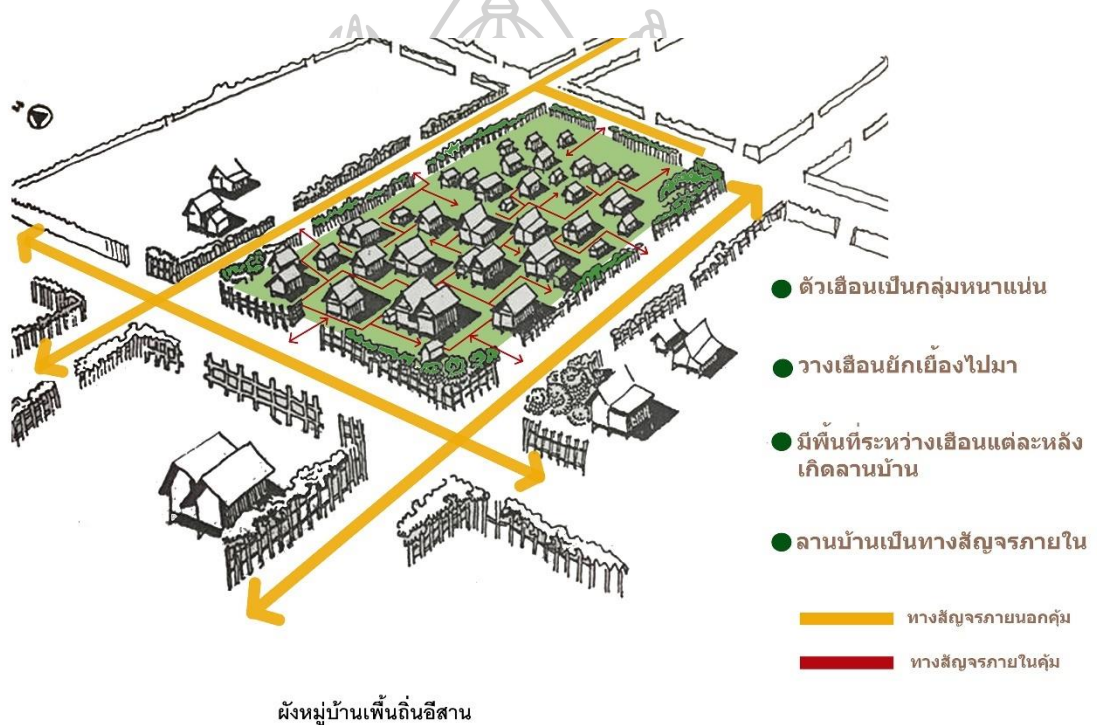 ตัวเฮือนเป็นกลุ่มหนาแน่น
วางเฮือนยักเยื้องไปมา
มีพื้นที่ระหว่างเฮือนแต่ละหลัง
เกิดลานบ้าน
ลานบ้านเป็นทางสัญจรภายใน
ทางสัญจรภายนอกคุ้ม
ทางสัญจรภายในคุ้ม
ผังหมู่บ้านเพื้นถิ่นอีสาน